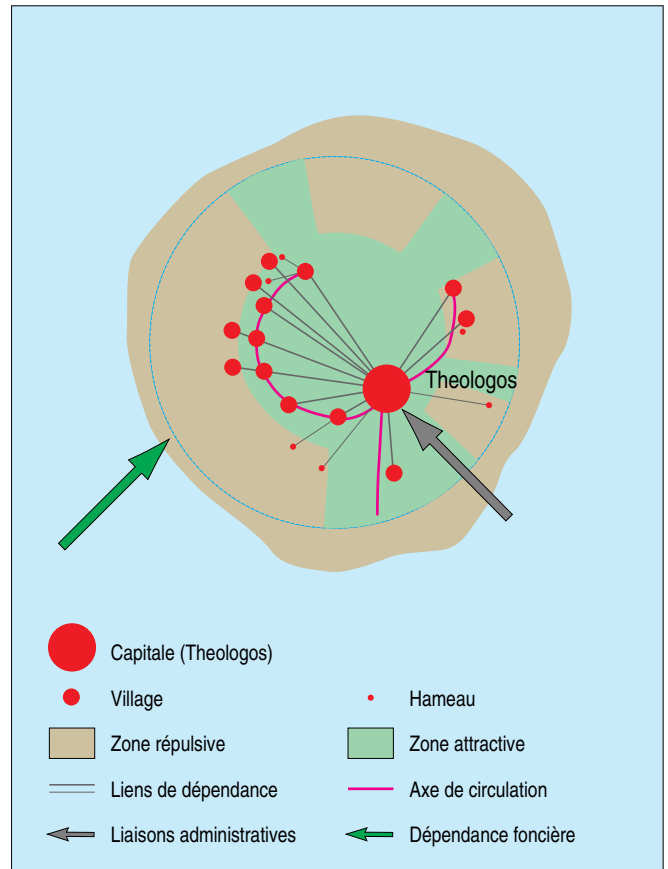 Theologos
Capitale (Theologos)
Village
Hameau
Zone répulsive
Zone attractive
Liens de dépendance
Axe de circulation
Liaisons administratives
Dépendance foncière